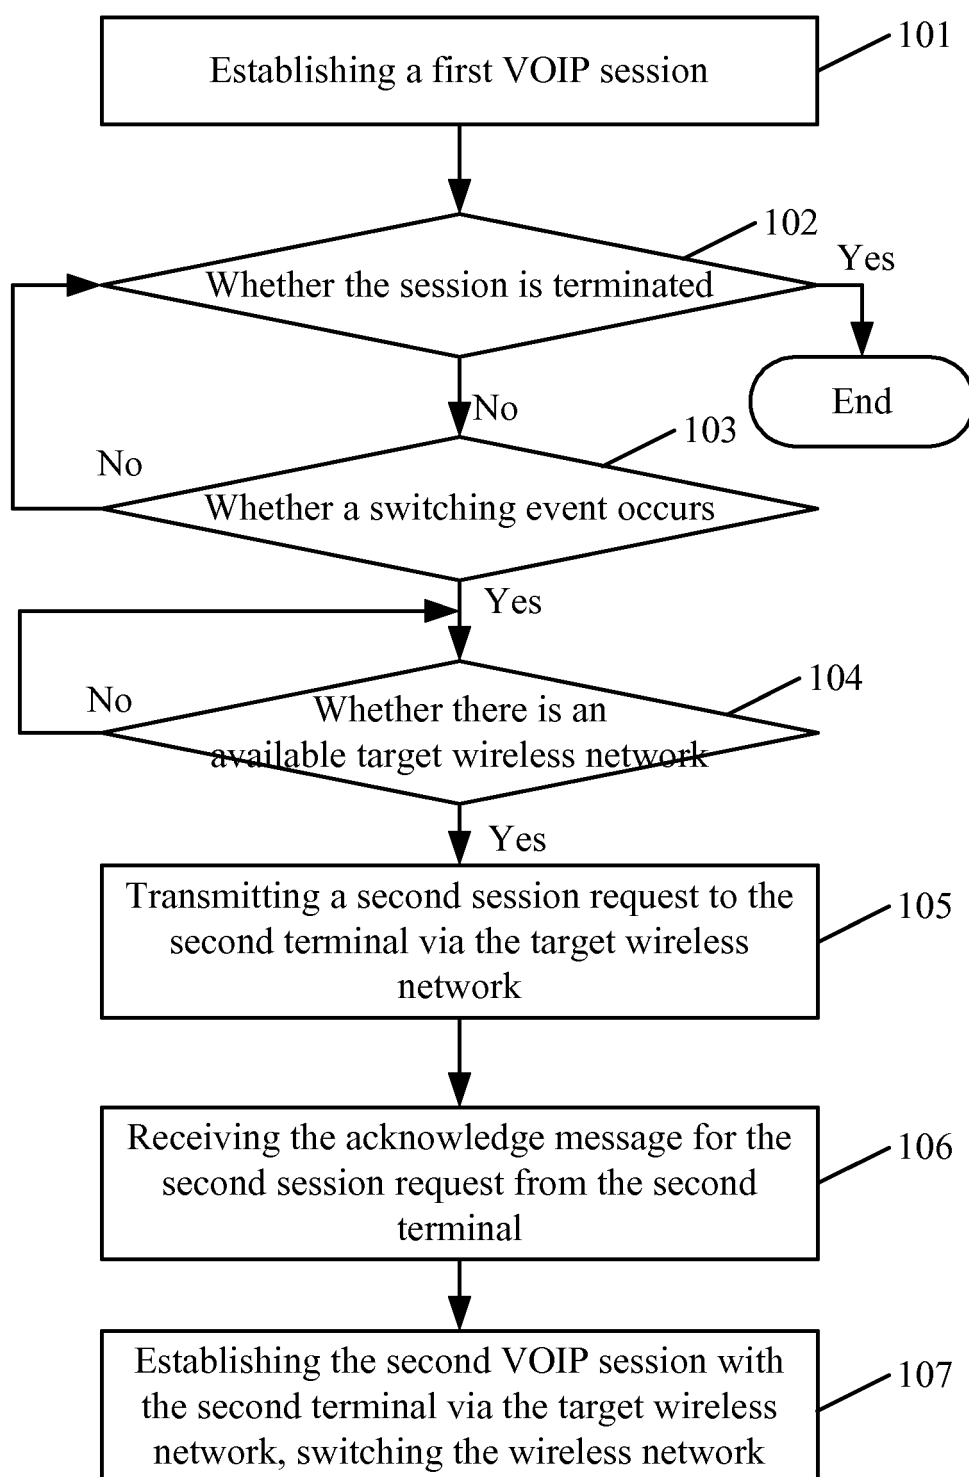 Establishing a first VOIP session
101
102
Whether the session is terminated
Yes
End
No
103
Whether a switching event occurs
No
Yes
104
Whether there is an
available target wireless network
No
Yes
Transmitting a second session request to the
second terminal via the target wireless
network
105
Receiving the acknowledge message for the
second session request from the second
terminal
106
Establishing the second VOIP session with
the second terminal via the target wireless
network, switching the wireless network
107